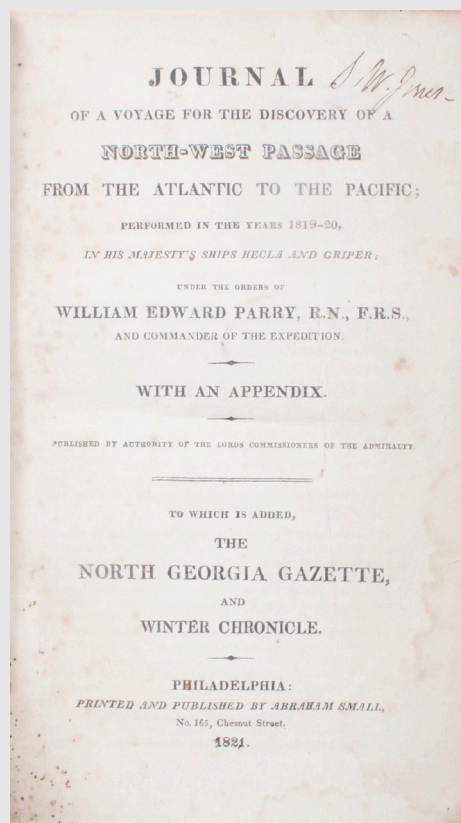 JOURNAL
S. W. Jones
OF A VOYAGE FOR THE DISCOVERY OF A
NORTH-WEST PASSAGE
FROM THE ATLANTIC TO THE PACIFIC;
PERFORMED IN THE YEARS 1819-20,
IN HIS MAJESTY'S SHIPS HECLA AND GRIPER;
UNDER THE ORDERS OF
WILLIAM EDWARD PARRY, R.N., F.R.S.,
AND COMMANDER OF THE EXPEDITION.
WITH AN APPENDIX.
PUBLISHED BY AUTHORITY OF THE LORDS COMMISSIONERS OF THE ADMIRALTY.
TO WHICH IS ADDED,
THE
NORTH GEORGIA GAZETTE,
AND
WINTER CHRONICLE.
PHILADELPHIA:
PRINTED AND PUBLISHED BY ABRAHAM SMALL,
No. 165, Chesnut Street.
1821.